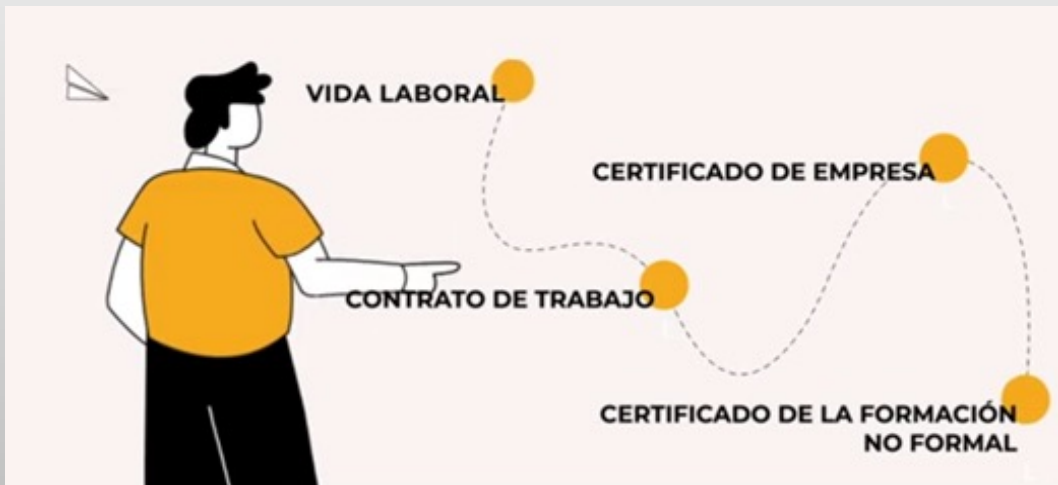 VIDA LABORAL
CERTIFICADO DE EMPRESA
CONTRATO DE TRABAJO
CERTIFICADO DE LA FORMACIÓN
NO FORMAL